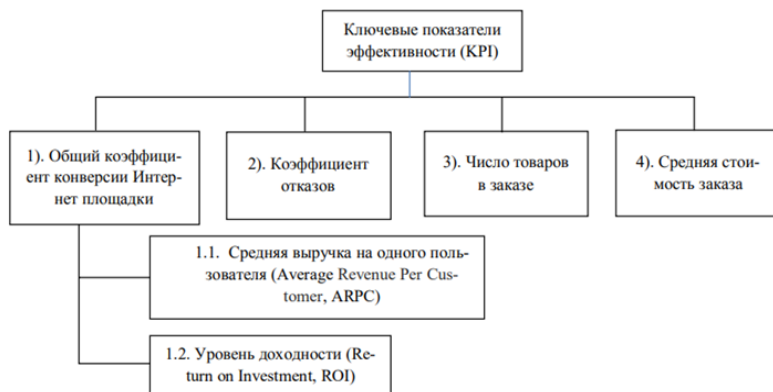 Ключевые показатели
эффективности (KPI)
1). Общий коэффици-
ент конверсии Интер-
нет площадки
2). Коэффициент
отказов
3). Число товаров
в заказе
4). Средняя стои-
мость заказа
1.1. Средняя выручка на одного поль-
зователя (Average Revenue Per Cus-
tomer, ARPC)
1.2. Уровень доходности (Re-
turn on Investment, ROI)